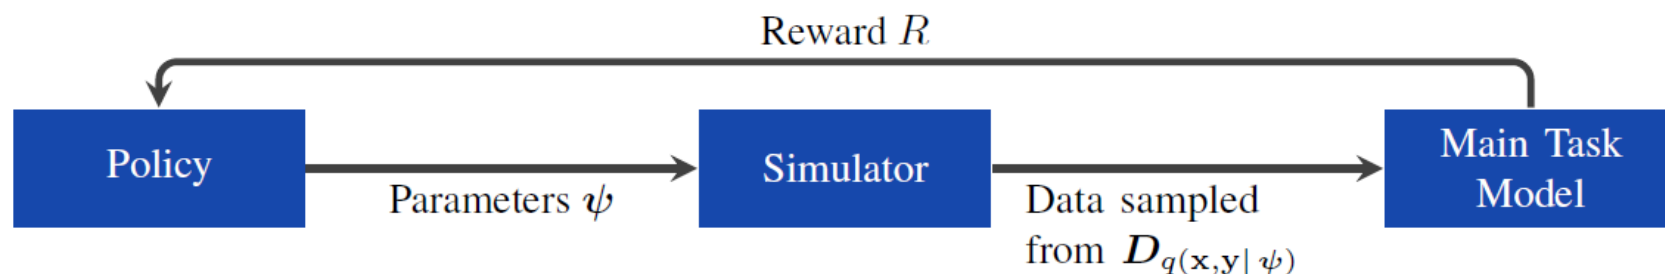 Reward R
Policy
Simulator
Main Task
Model
Parameters ψ
Data sampled
from D_{q(x,y| ψ)}